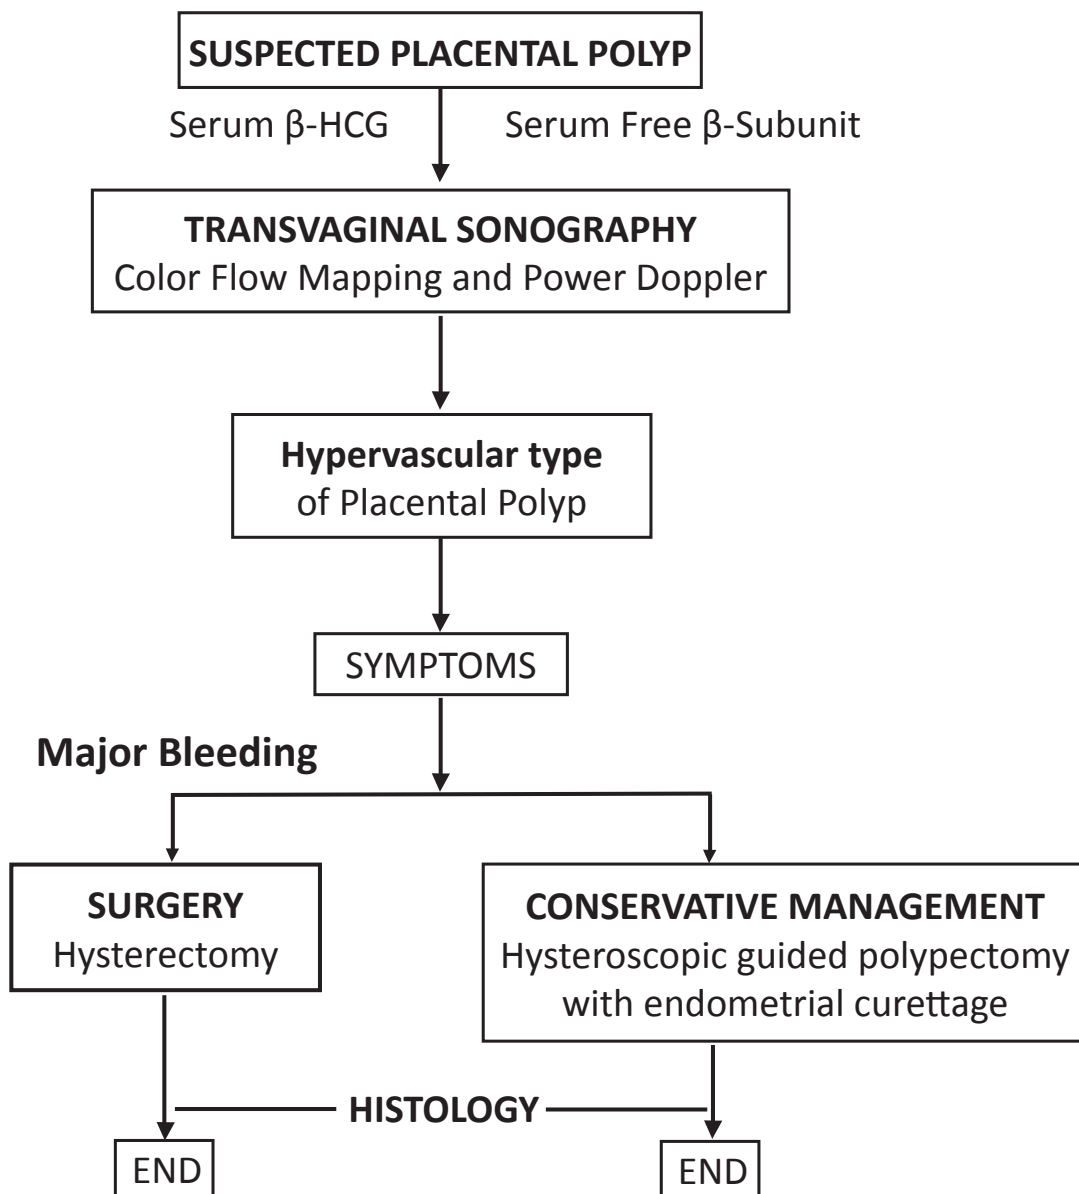 SUSPECTED PLACENTAL POLYP
Serum β-HCG
Serum Free β-Subunit
TRANSVAGINAL SONOGRAPHY
Color Flow Mapping and Power Doppler
Hypervascular type
of Placental Polyp
SYMPTOMS
Major Bleeding
SURGERY
Hysterectomy
CONSERVATIVE MANAGEMENT
Hysteroscopic guided polypectomy
with endometrial curettage
HISTOLOGY
END
END